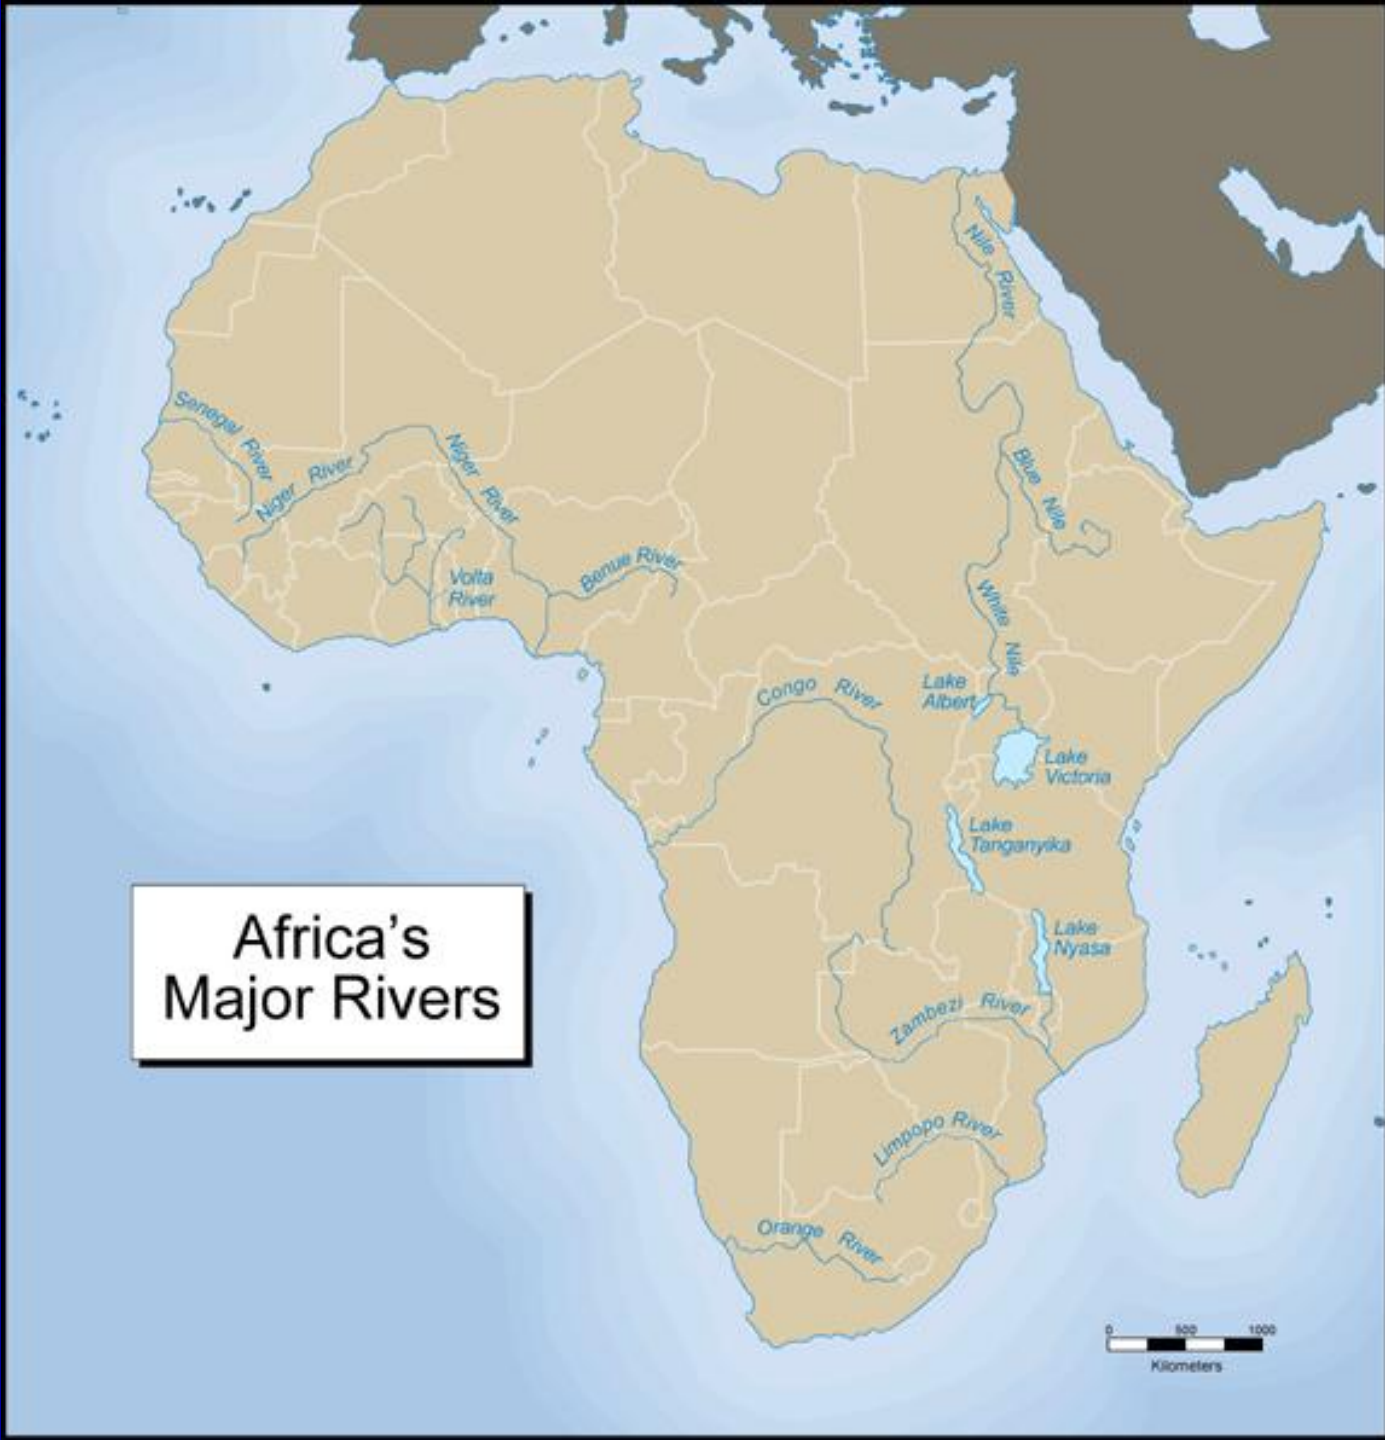 Nile River
Senegal River
Niger River
Niger River
Blue Nile
Benue River
Volta
River
White Nile
Lake
Albert
Congo River
Lake
Victoria
Lake
Tanganyika
Africa's
Major Rivers
Lake
Nyasa
Zambezi River
Limpopo River
Orange River
0 500 1000
Kilometers